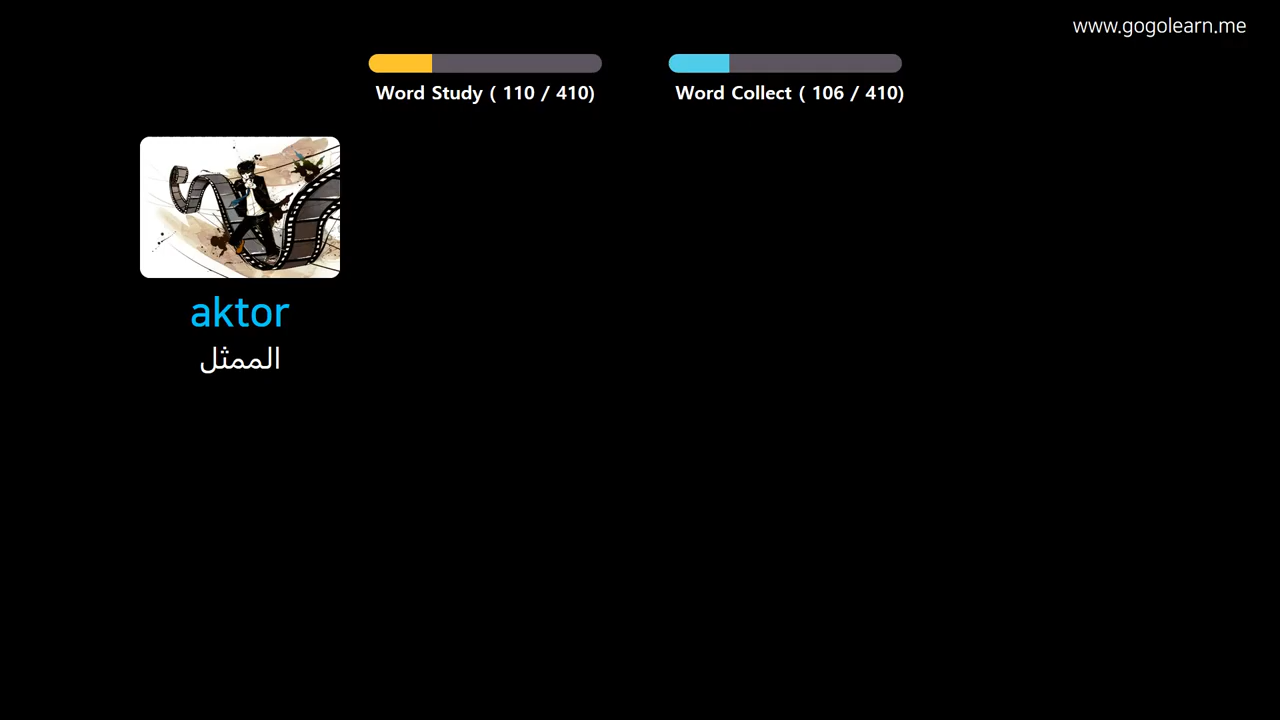 www.gogolearn.me
Word Study ( 110 / 410)
Word Collect ( 106 / 410)
aktor
الممثل